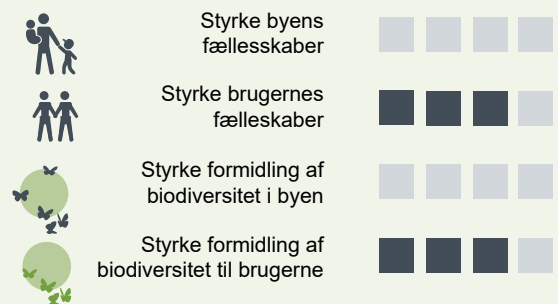 Styrke byens
fællesskaber
Styrke brugernes
fælleskaber
Styrke formidling af
biodiversitet i byen
Styrke formidling af
biodiversitet til brugerne